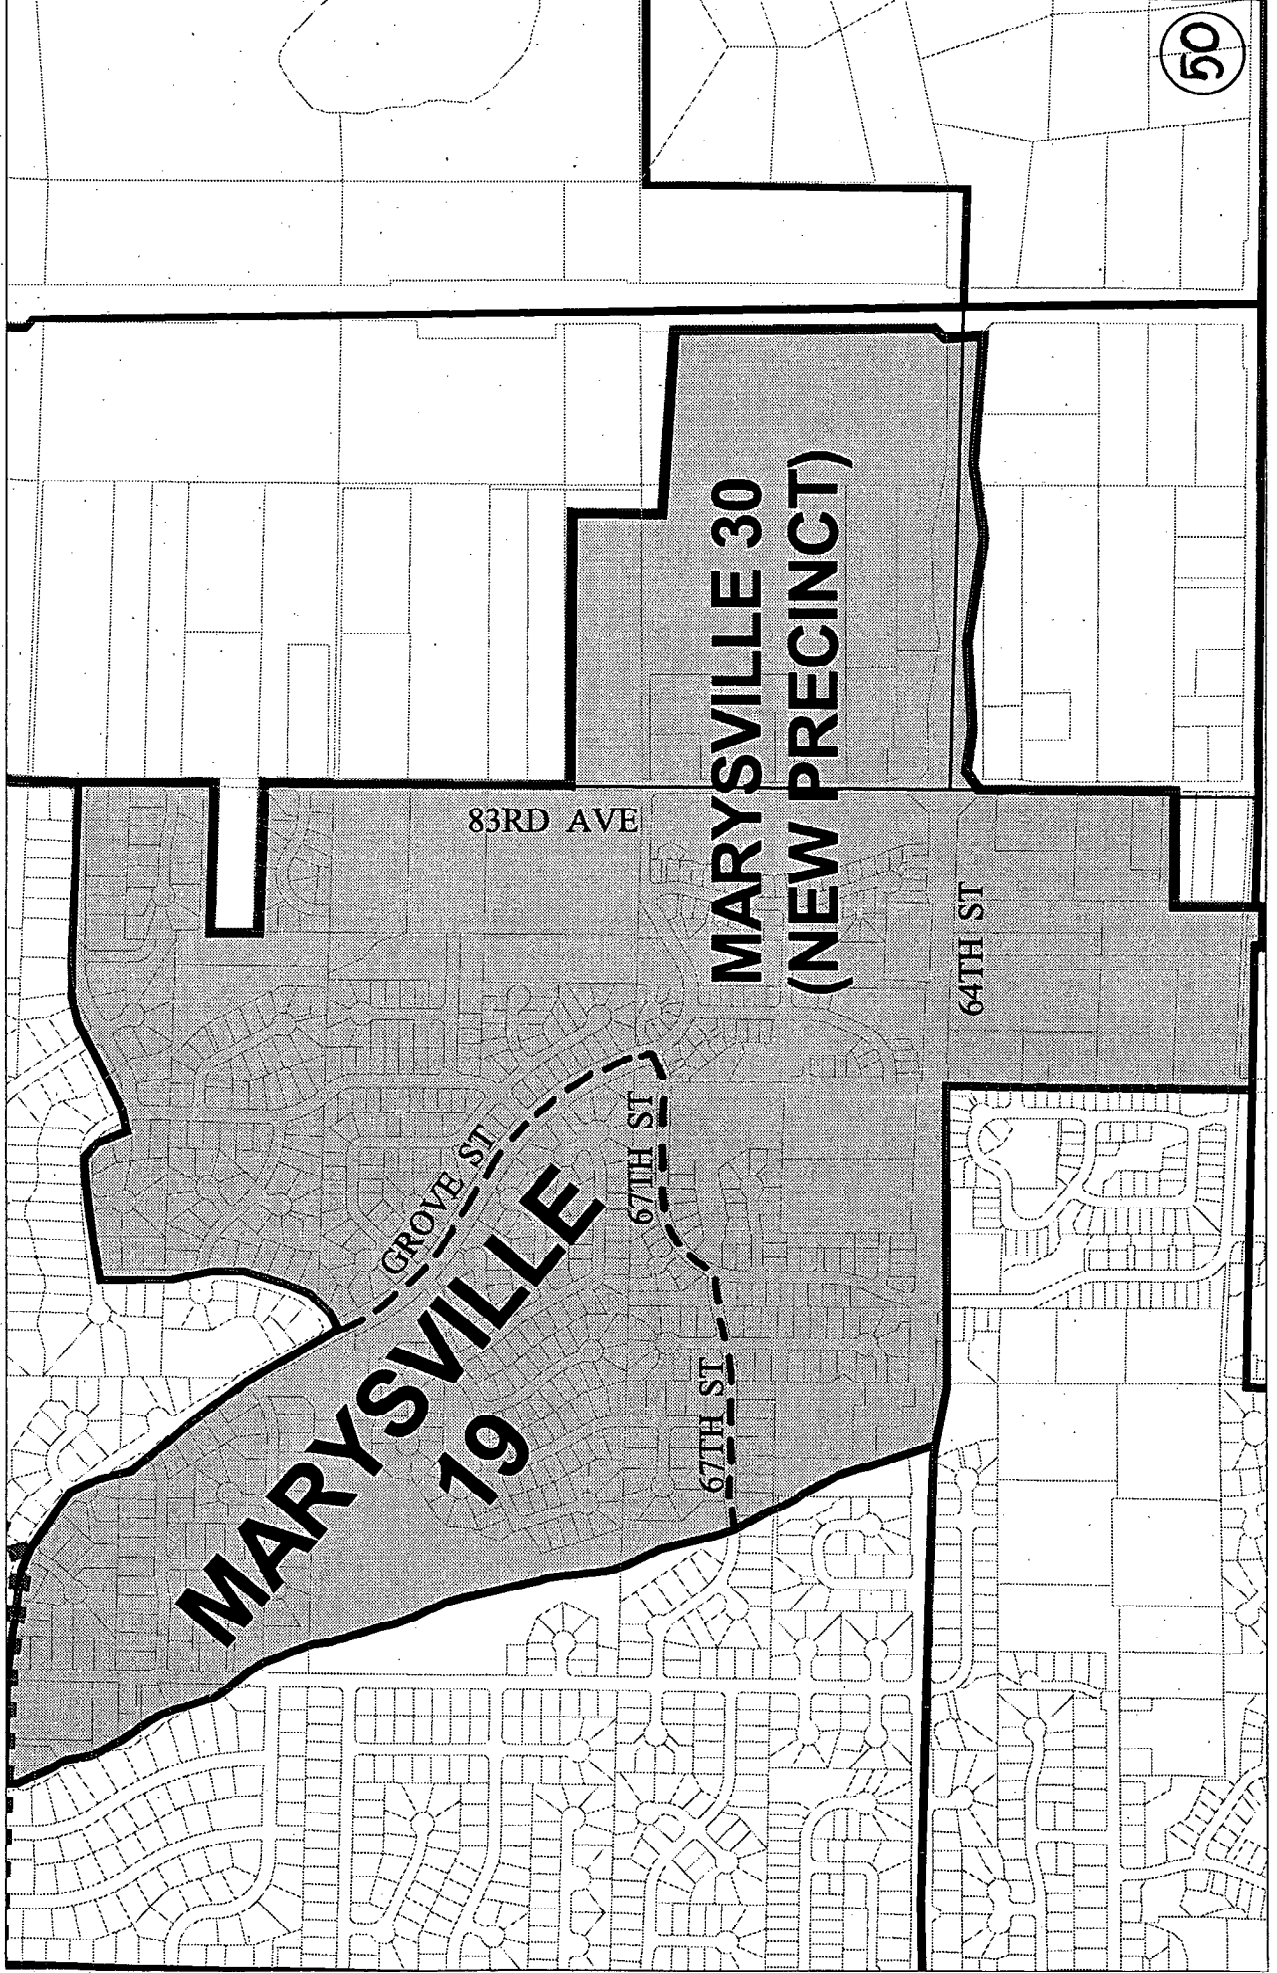 50
MARYSVILLE 30
(NEW PRECINCT)
83RD AVE
64TH ST
GROVE ST
67TH ST
MARYSVILLE
19
67TH ST